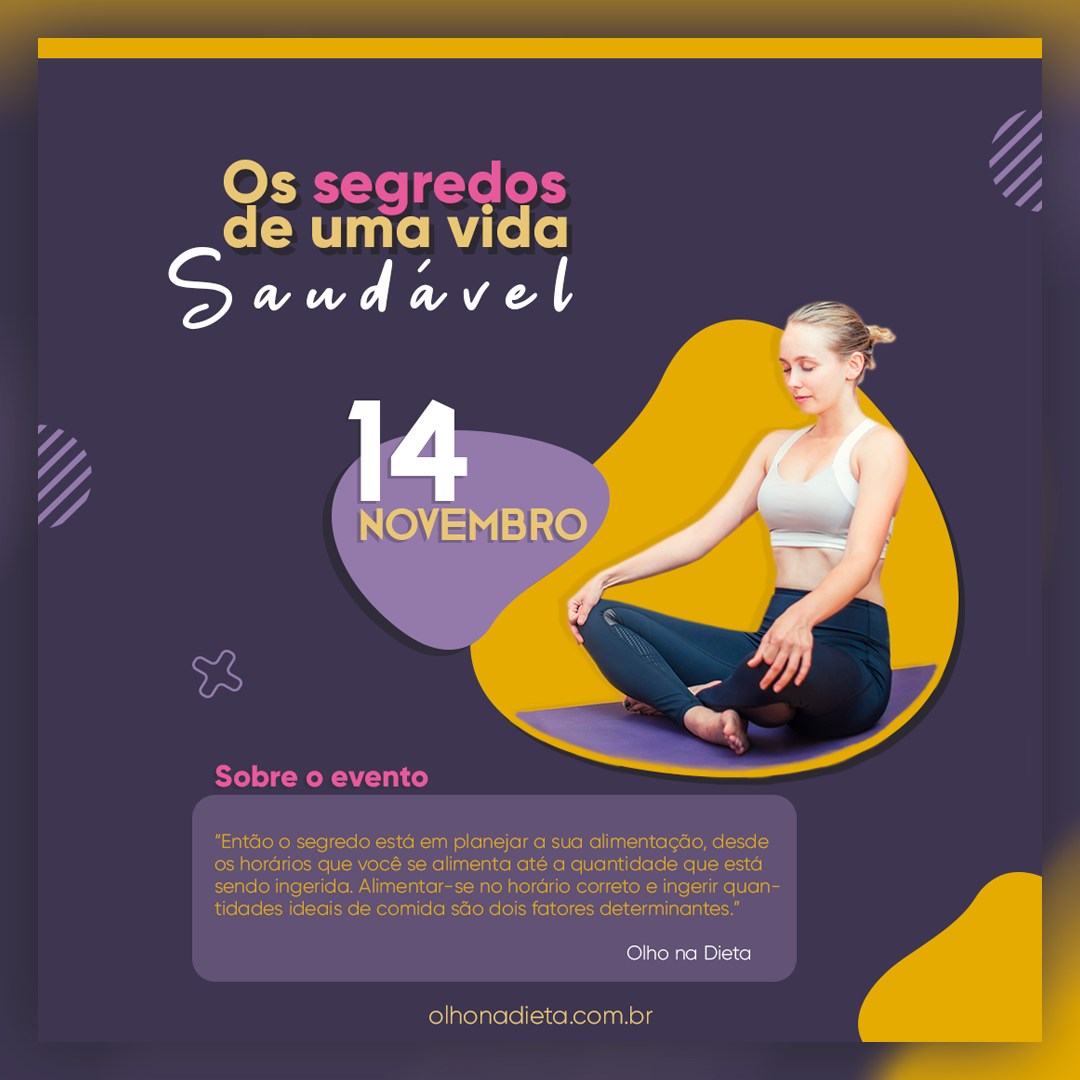 Os segredos
de uma vida
Saudável
14
NOVEMBRO
Sobre o evento
“Então o segredo está em planejar a sua alimentação, desde
os horários que você se alimenta até a quantidade que está
sendo ingerida. Alimentar-se no horário correto e ingerir quan-
tidades ideais de comida são dois fatores determinantes.”
Olho na Dieta
olhonadieta.com.br